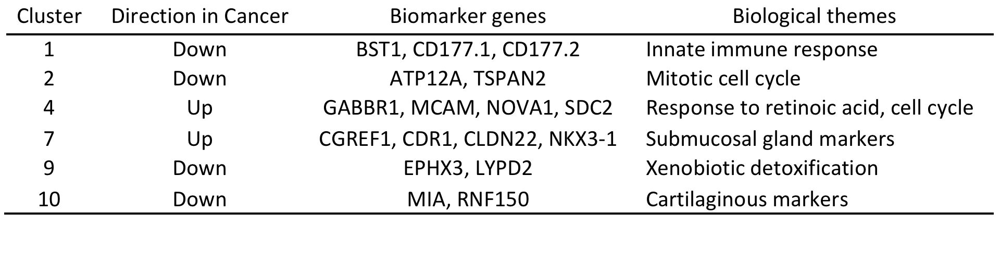 Cluster Direction in Cancer Biomarker genes Biological themes
1 Down BST1, CD177.1, CD177.2 Innate immune response
2 Down ATP12A, TSPAN2 Mitotic cell cycle
4 Up GABBR1, MCAM, NOVA1, SDC2 Response to retinoic acid, cell cycle
7 Up CGREF1, CDR1, CLDN22, NKX3-1 Submucosal gland markers
9 Down EPHX3, LYPD2 Xenobiotic detoxification
10 Down MIA, RNF150 Cartilaginous markers